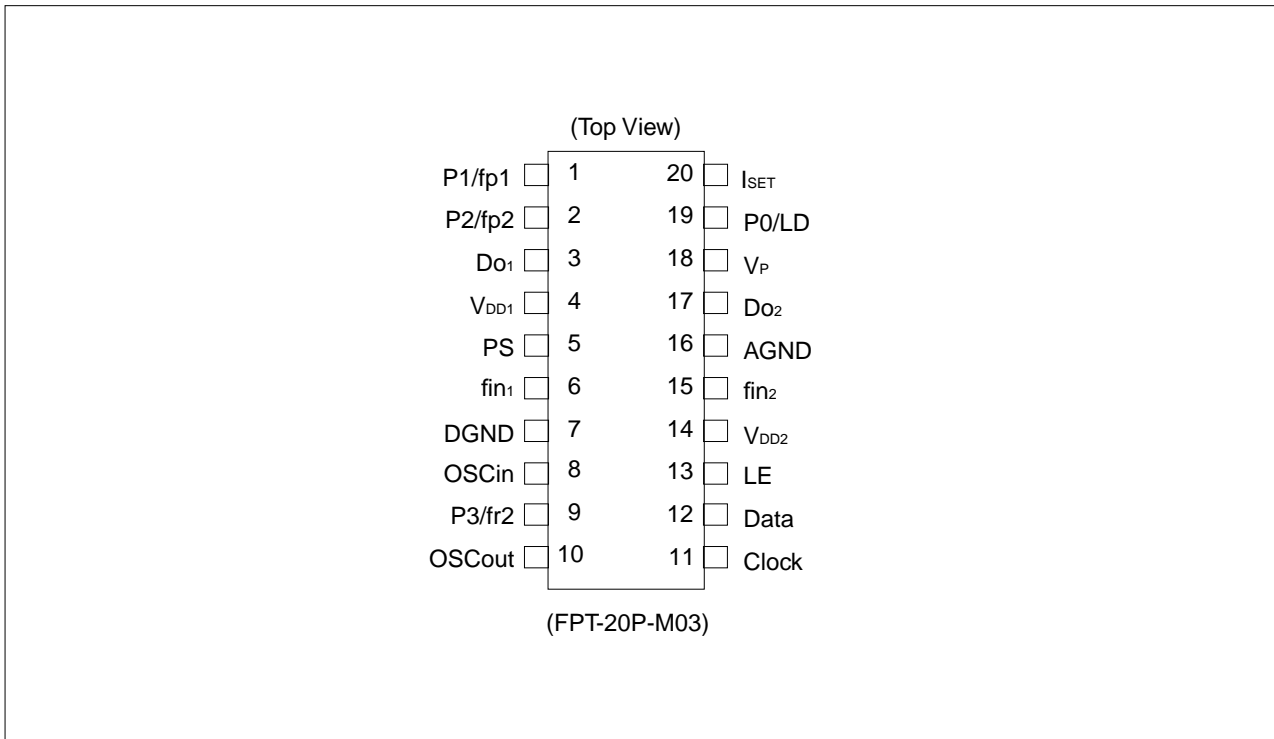 (Top View)
P1/fp1 1 20 ISET
P2/fp2 2 19 P0/LD
Do1 3 18 VP
VDD1 4 17 Do2
PS 5 16 AGND
fin1 6 15 fin2
DGND 7 14 VDD2
OSCin 8 13 LE
P3/fr2 9 12 Data
OSCout 10 11 Clock
(FPT-20P-M03)